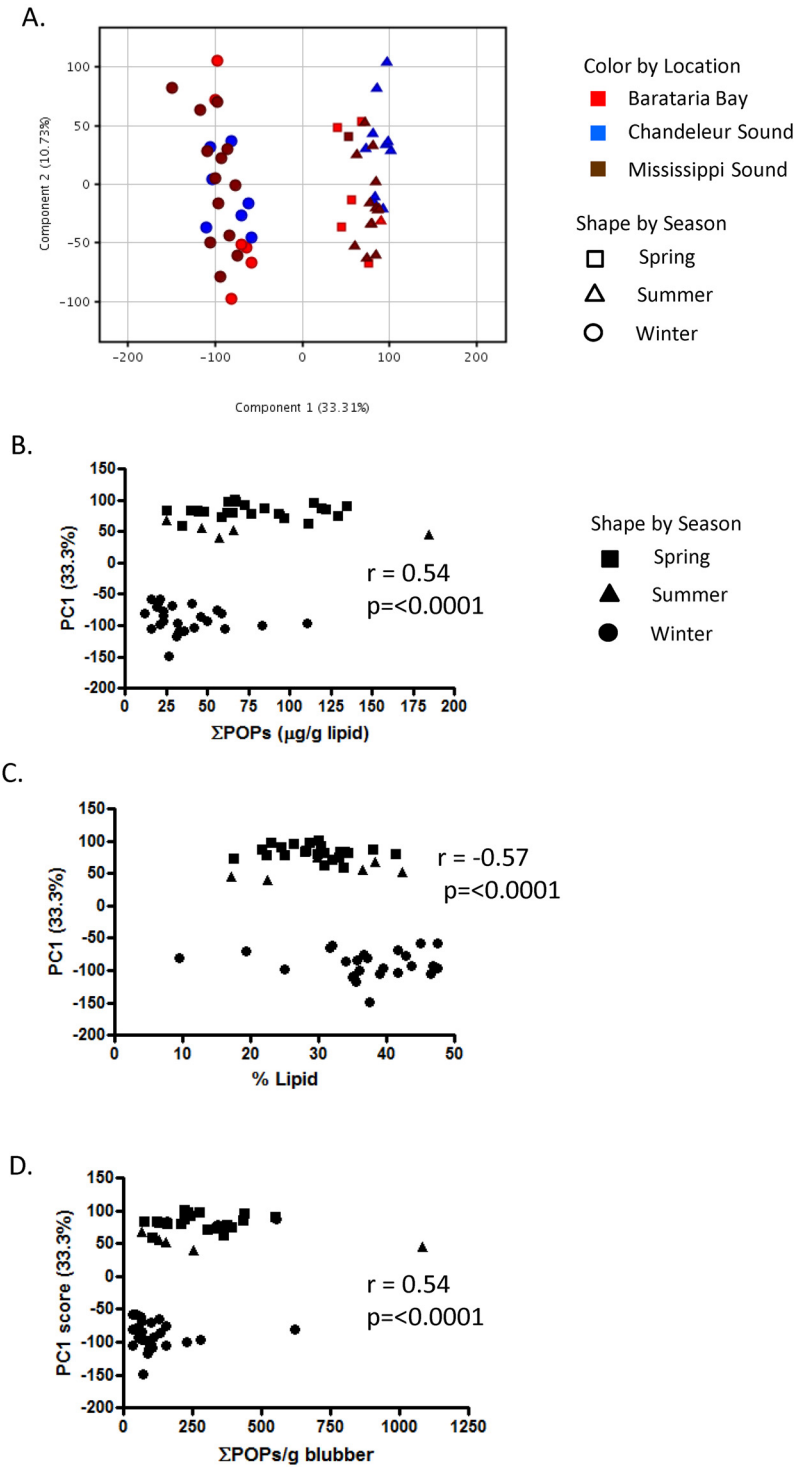 A.
100
50
0
−50
−100
Component 2 (10.73%)
−200
−100
0
100
200
Component 1 (33.31%)
Color by Location
Barataria Bay
Chandeleur Sound
Mississippi Sound
Shape by Season
Spring
Summer
Winter
B.
150
100
50
0
-50
-100
-150
-200
PC1 (33.3%)
r = 0.54
p=<0.0001
0
25
50
75
100
125
150
175
200
ΣPOPs (μg/g lipid)
Shape by Season
Spring
Summer
Winter
C.
150
100
50
0
-50
-100
-150
-200
PC1 (33.3%)
r = -0.57
p=<0.0001
0
10
20
30
40
50
% Lipid
D.
150
100
50
0
-50
-100
-150
-200
PC1 score (33.3%)
r = 0.54
p=<0.0001
0
250
500
750
1000
1250
ΣPOPs/g blubber